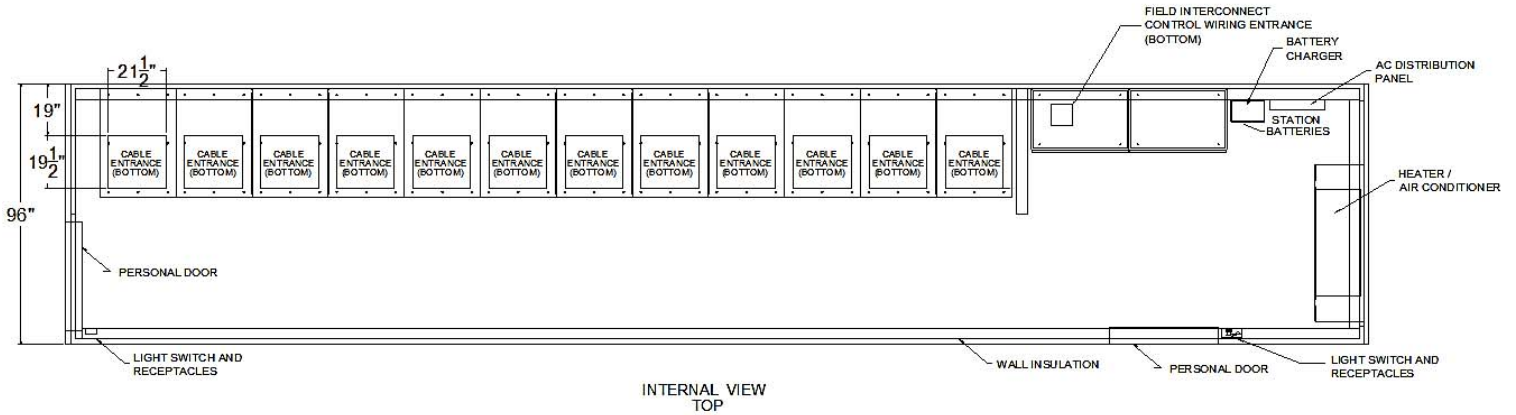 FIELD INTERCONNECT
CONTROL WIRING ENTRANCE
(BOTTOM)
BATTERY
CHARGER
AC DISTRIBUTION
PANEL
21 1/2"
19"
STATION
BATTERIES
19 1/2"
CABLE
ENTRANCE
(BOTTOM)
CABLE
ENTRANCE
(BOTTOM)
CABLE
ENTRANCE
(BOTTOM)
CABLE
ENTRANCE
(BOTTOM)
CABLE
ENTRANCE
(BOTTOM)
CABLE
ENTRANCE
(BOTTOM)
CABLE
ENTRANCE
(BOTTOM)
CABLE
ENTRANCE
(BOTTOM)
CABLE
ENTRANCE
(BOTTOM)
CABLE
ENTRANCE
(BOTTOM)
CABLE
ENTRANCE
(BOTTOM)
CABLE
ENTRANCE
(BOTTOM)
HEATER /
AIR CONDITIONER
96"
PERSONAL DOOR
LIGHT SWITCH AND
RECEPTACLES
WALL INSULATION
PERSONAL DOOR
LIGHT SWITCH AND
RECEPTACLES
INTERNAL VIEW
TOP